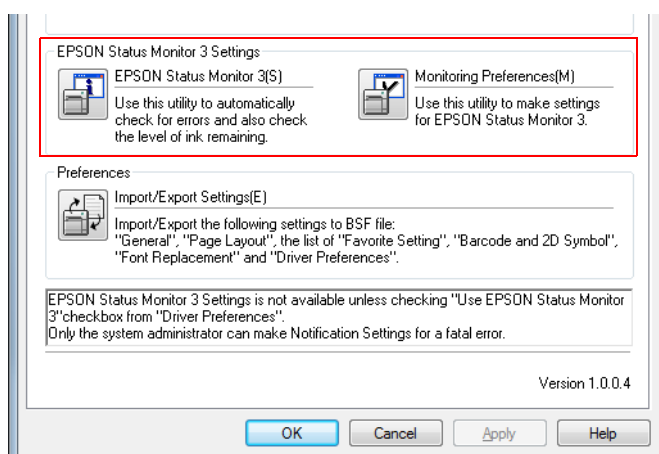 EPSON Status Monitor 3 Settings
EPSON Status Monitor 3(S)
Use this utility to automatically
check for errors and also check
the level of ink remaining.
Monitoring Preferences(M)
Use this utility to make settings
for EPSON Status Monitor 3.
Preferences
Import/Export Settings(E)
Import/Export the following settings to BSF file:
"General", "Page Layout", the list of "Favorite Setting", "Barcode and 2D Symbol",
"Font Replacement" and "Driver Preferences".
EPSON Status Monitor 3 Settings is not available unless checking "Use EPSON Status Monitor
3"checkbox from "Driver Preferences".
Only the system administrator can make Notification Settings for a fatal error.
Version 1.0.0.4
OK Cancel Apply Help